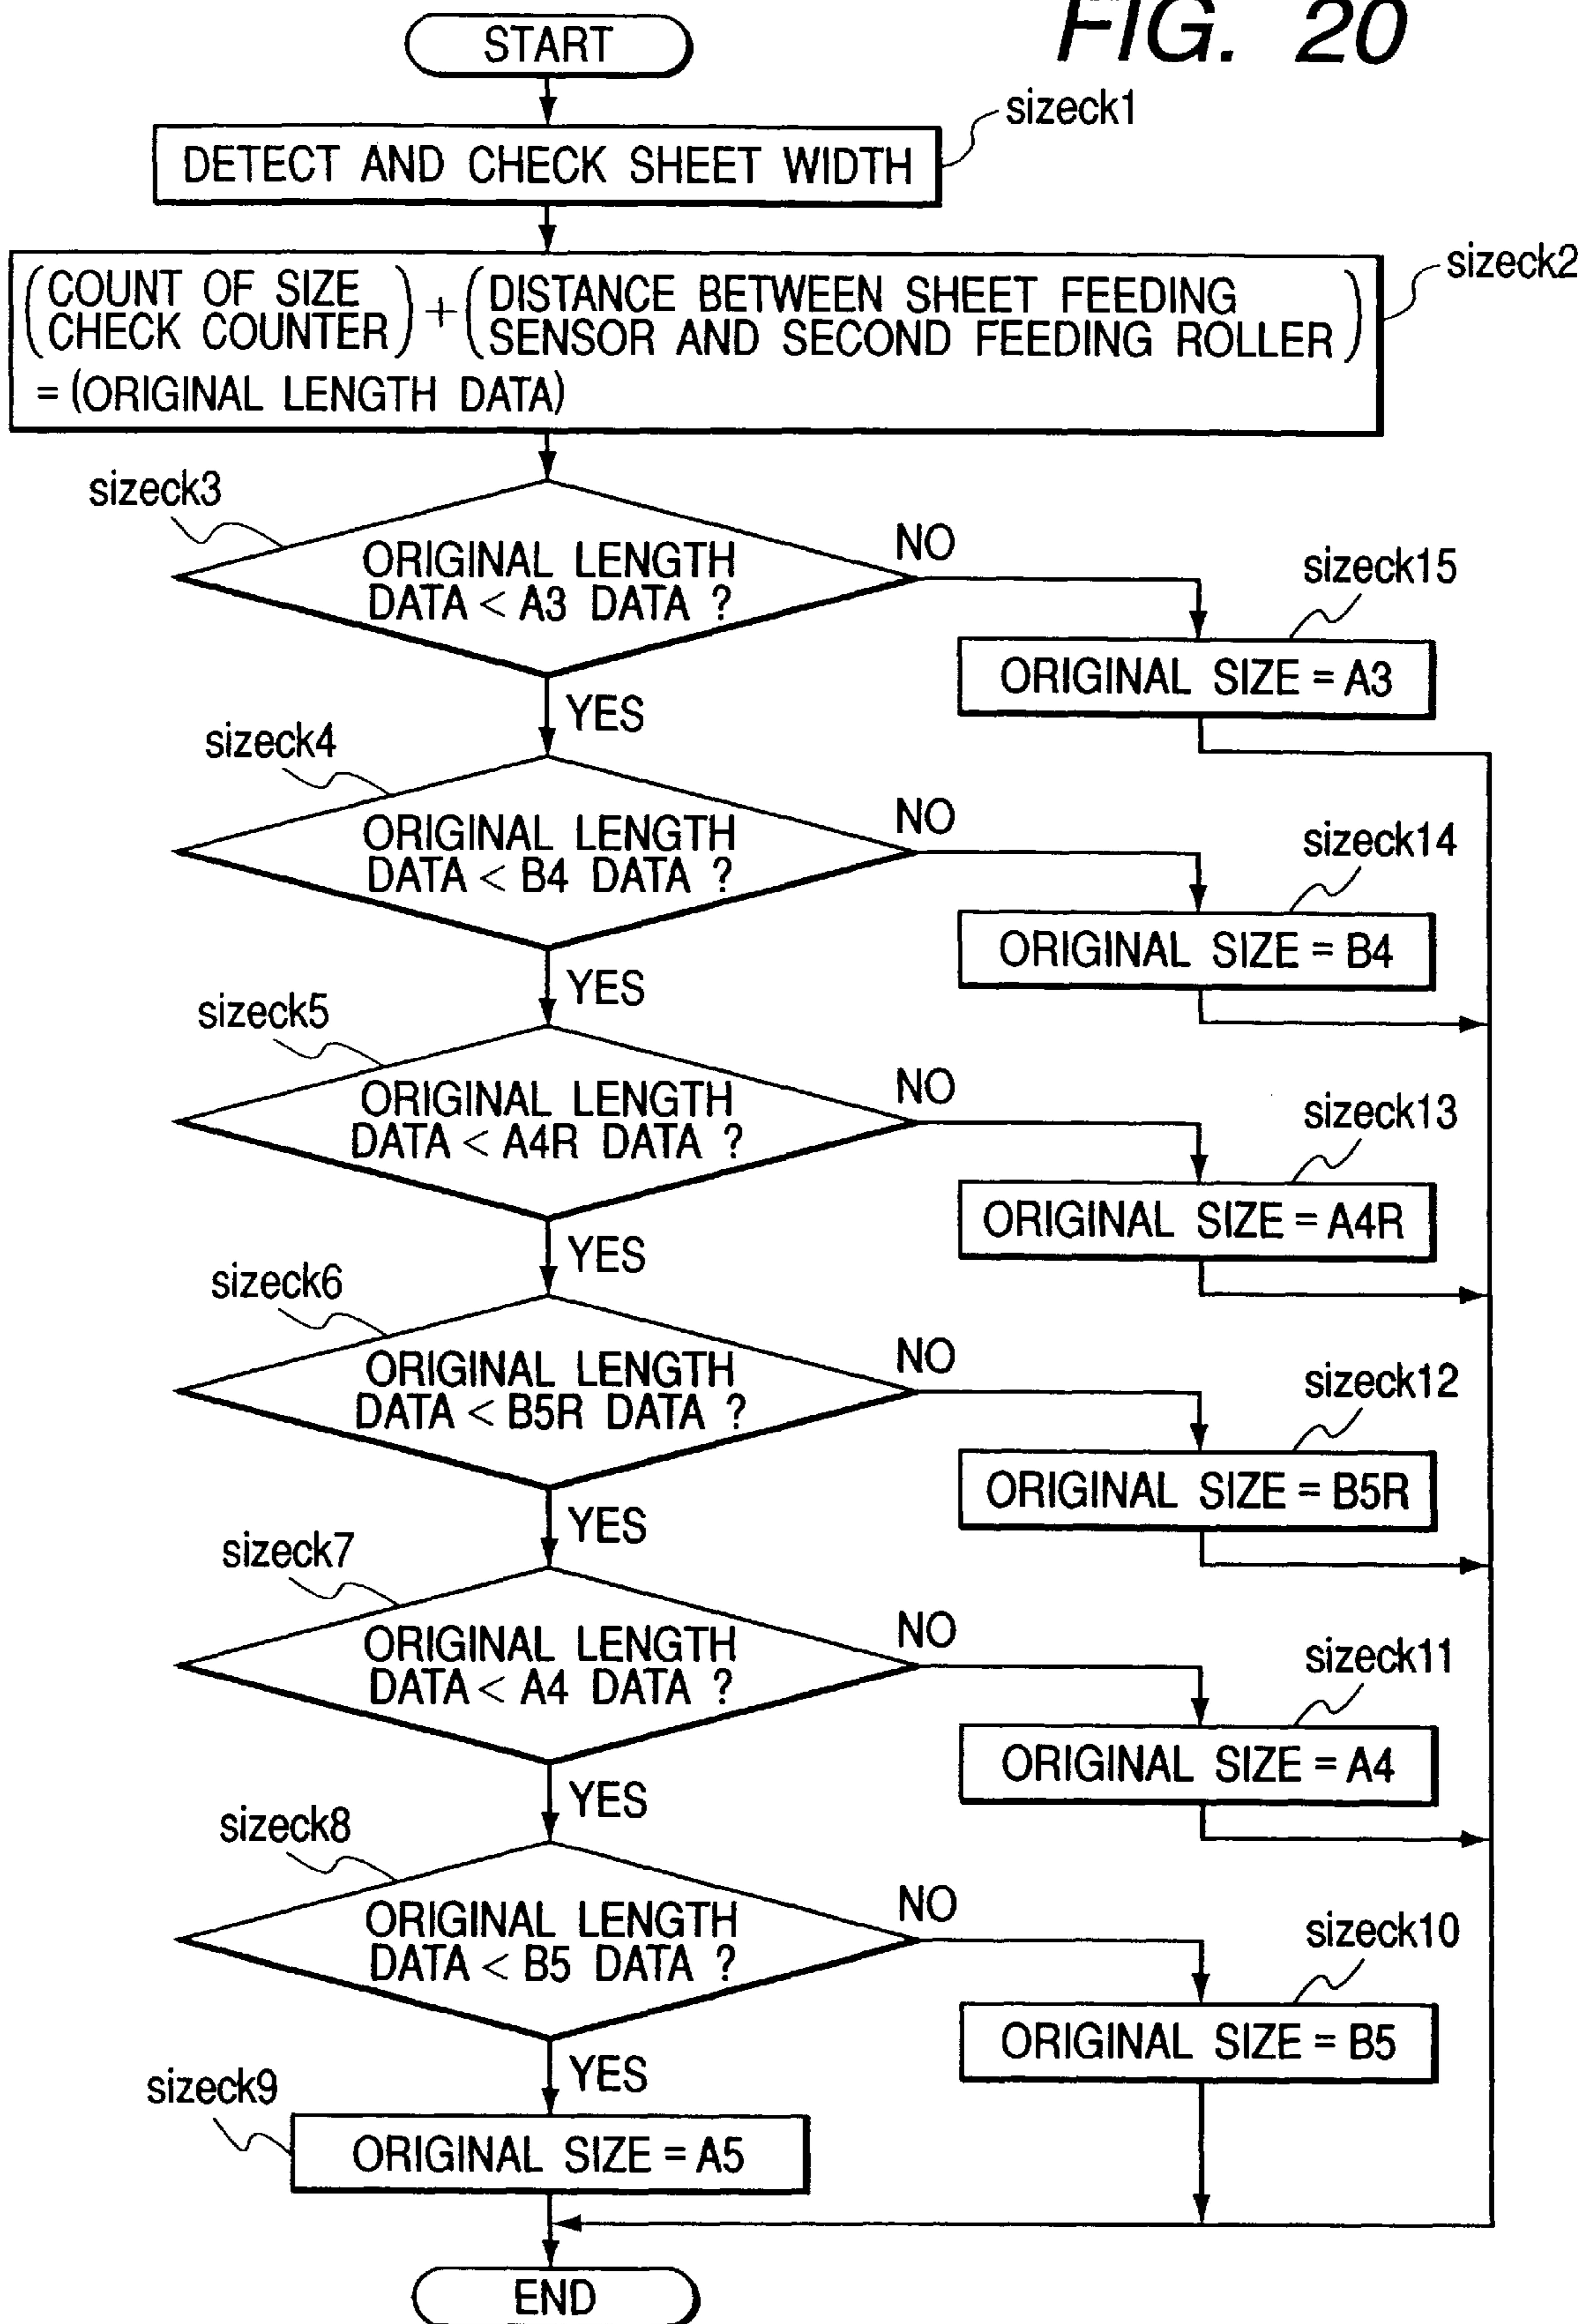 FIG. 20
START
sizeck1
DETECT AND CHECK SHEET WIDTH
sizeck2
(COUNT OF SIZE CHECK COUNTER) + (DISTANCE BETWEEN SHEET FEEDING SENSOR AND SECOND FEEDING ROLLER)
= (ORIGINAL LENGTH DATA)
sizeck3
ORIGINAL LENGTH
DATA < A3 DATA ?
NO
sizeck15
ORIGINAL SIZE = A3
YES
sizeck4
ORIGINAL LENGTH
DATA < B4 DATA ?
NO
sizeck14
ORIGINAL SIZE = B4
YES
sizeck5
ORIGINAL LENGTH
DATA < A4R DATA ?
NO
sizeck13
ORIGINAL SIZE = A4R
YES
sizeck6
ORIGINAL LENGTH
DATA < B5R DATA ?
NO
sizeck12
ORIGINAL SIZE = B5R
YES
sizeck7
ORIGINAL LENGTH
DATA < A4 DATA ?
NO
sizeck11
ORIGINAL SIZE = A4
YES
sizeck8
ORIGINAL LENGTH
DATA < B5 DATA ?
NO
sizeck10
ORIGINAL SIZE = B5
YES
sizeck9
ORIGINAL SIZE = A5
END